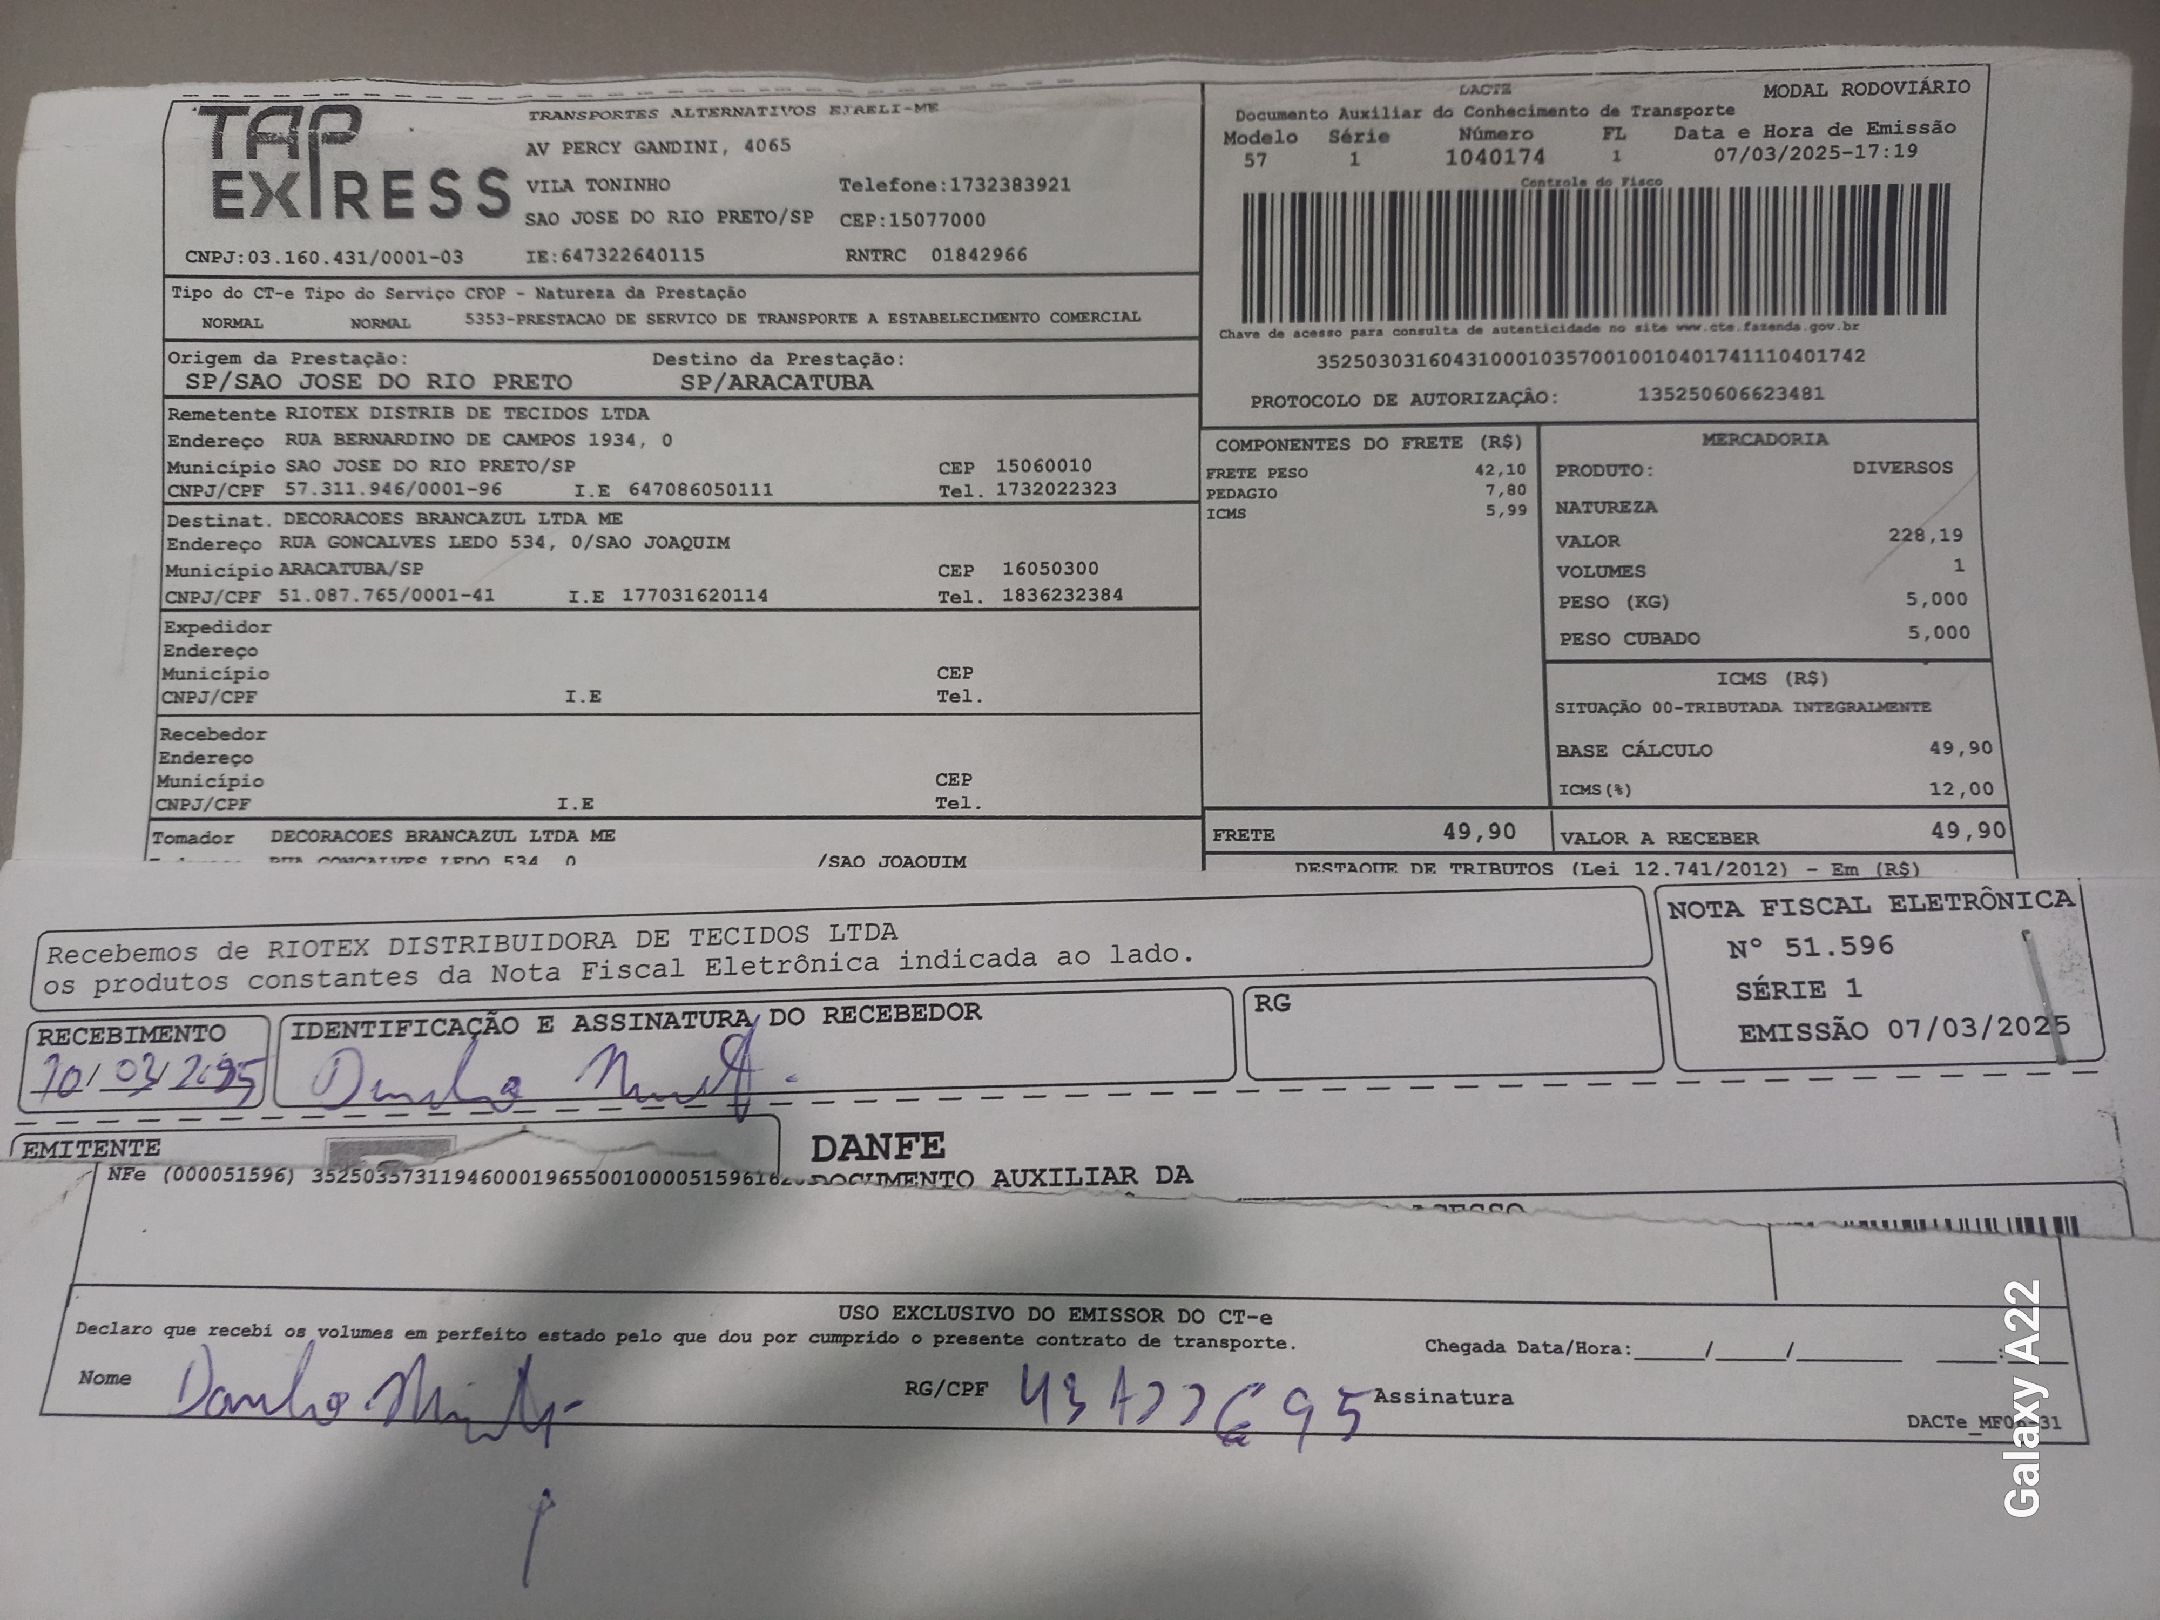 TAP EXPRESS
TRANSPORTES ALTERNATIVOS EIRELI-ME
AV PERCY GANDINI, 4065
VILA TONINHO Telefone:1732383921
SAO JOSE DO RIO PRETO/SP CEP:15077000
CNPJ:03.160.431/0001-03 IE:647322640115 RNTRC 01842966
DACTE MODAL RODOVIÁRIO
Documento Auxiliar do Conhecimento de Transporte
Modelo Série Número FL Data e Hora de Emissão
57 1 1040174 1 07/03/2025-17:19
Controle do Fisco
Chave de acesso para consulta de autenticidade no site www.cte.fazenda.gov.br
35250303160431000103570010010401741110401742
PROTOCOLO DE AUTORIZAÇÃO: 135250606623481
Tipo do CT-e Tipo do Serviço CFOP - Natureza da Prestação
NORMAL NORMAL 5353-PRESTACAO DE SERVICO DE TRANSPORTE A ESTABELECIMENTO COMERCIAL
Origem da Prestação: Destino da Prestação:
SP/SAO JOSE DO RIO PRETO SP/ARACATUBA
Remetente RIOTEX DISTRIB DE TECIDOS LTDA
Endereço RUA BERNARDINO DE CAMPOS 1934, 0
Município SAO JOSE DO RIO PRETO/SP CEP 15060010
CNPJ/CPF 57.311.946/0001-96 I.E 647086050111 Tel. 1732022323
Destinat. DECORACOES BRANCAZUL LTDA ME
Endereço RUA GONCALVES LEDO 534, 0/SAO JOAQUIM
Município ARACATUBA/SP CEP 16050300
CNPJ/CPF 51.087.765/0001-41 I.E 177031620114 Tel. 1836232384
Expedidor
Endereço
Município CEP
CNPJ/CPF I.E Tel.
Recebedor
Endereço
Município CEP
CNPJ/CPF I.E Tel.
Tomador DECORACOES BRANCAZUL LTDA ME
RUA GONCALVES LEDO 534, 0 /SAO JOAQUIM
COMPONENTES DO FRETE (R$)
FRETE PESO 42,10
PEDAGIO 7,80
ICMS 5,99
MERCADORIA
PRODUTO: DIVERSOS
NATUREZA
VALOR 228,19
VOLUMES 1
PESO (KG) 5,000
PESO CUBADO 5,000
ICMS (R$)
SITUAÇÃO 00-TRIBUTADA INTEGRALMENTE
BASE CÁLCULO 49,90
ICMS(%) 12,00
FRETE 49,90 VALOR A RECEBER 49,90
DESTAQUE DE TRIBUTOS (Lei 12.741/2012) - Em (R$)
Recebemos de RIOTEX DISTRIBUIDORA DE TECIDOS LTDA
os produtos constantes da Nota Fiscal Eletrônica indicada ao lado.
NOTA FISCAL ELETRÔNICA
Nº 51.596
SÉRIE 1
EMISSÃO 07/03/2025
RECEBIMENTO IDENTIFICAÇÃO E ASSINATURA DO RECEBEDOR RG
10/03/2025
EMITENTE DANFE
NFe (000051596) DOCUMENTO AUXILIAR DA
ACESSO
USO EXCLUSIVO DO EMISSOR DO CT-e
Declaro que recebi os volumes em perfeito estado pelo que dou por cumprido o presente contrato de transporte. Chegada Data/Hora:_____/_____/_______ ____:____
Nome RG/CPF Assinatura
Galaxy A22